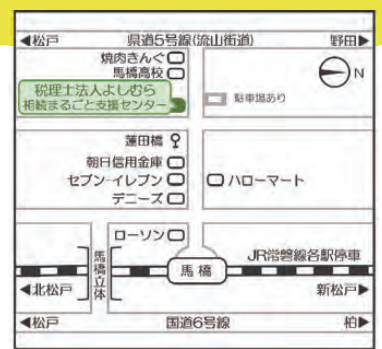 ◀松戸
県道5号線(流山街道)
野田▶
焼肉きんぐ
馬橋高校
税理士法人よしむら
相続まるごと支援センター
N
駐車場あり
蓮田橋
朝日信用金庫
セブン-イレブン
デニーズ
ハローマート
ローソン
馬橋立体
馬橋
JR常磐線各駅停車
◀北松戸
新松戸▶
◀松戸
国道6号線
柏▶